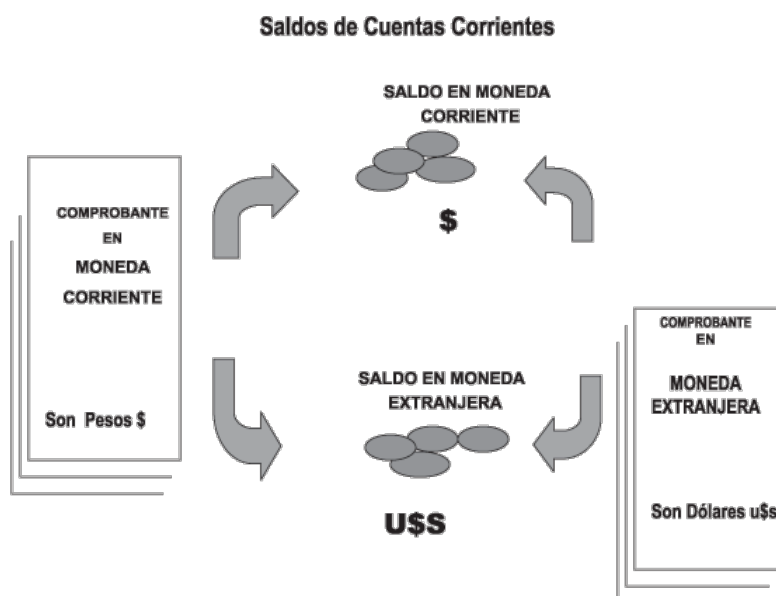 Saldos de Cuentas Corrientes
SALDO EN MONEDA
CORRIENTE
$
COMPROBANTE
EN
MONEDA
CORRIENTE
Son Pesos $
SALDO EN MONEDA
EXTRANJERA
U$S
COMPROBANTE
EN
MONEDA
EXTRANJERA
Son Dólares u$s